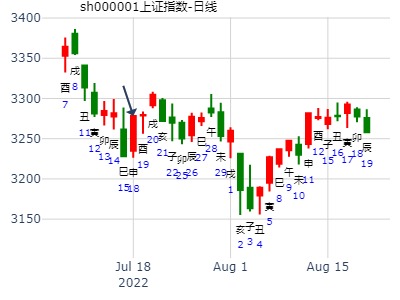 sh000001上证指数-日线
3400
3350
3300
3250
3200
3150
酉
7
戌
8
丑
11
寅
12
卯
13
辰
14
巳
15
申
18
酉
19
戌
20
亥
21
子
22
卯
25
辰
26
巳
27
午
28
未
29
戌
1
亥
2
子
3
丑
4
寅
5
巳
8
午
9
未
10
申
11
酉
12
子
15
丑
16
寅
17
卯
18
辰
19
Jul 18
2022
Aug 1
Aug 15